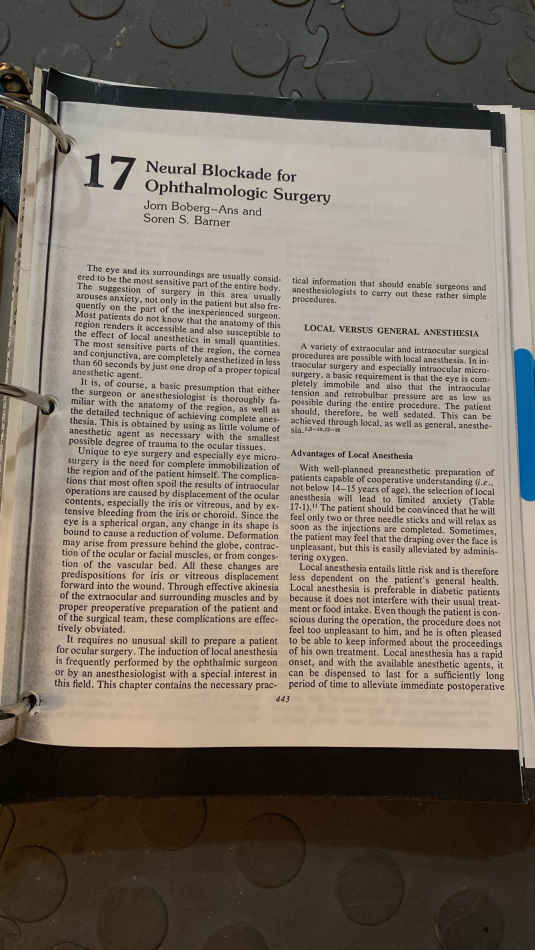 17 Neural Blockade for
Ophthalmologic Surgery
Jorn Boberg–Ans and
Soren S. Barner
The eye and its surroundings are usually consid-
ered to be the most sensitive part of the entire body.
The suggestion of surgery in this area usually
arouses anxiety, not only in the patient but also fre-
quently on the part of the inexperienced surgeon.
Most patients do not know that the anatomy of this
region renders it accessible and also susceptible to
the effect of local anesthetics in small quantities.
The most sensitive parts of the region, the cornea
and conjunctiva, are completely anesthetized in less
than 60 seconds by just one drop of a proper topical
anesthetic agent.
It is, of course, a basic presumption that either
the surgeon or anesthesiologist is thoroughly fa-
miliar with the anatomy of the region, as well as
the detailed technique of achieving complete anes-
thesia. This is obtained by using as little volume of
anesthetic agent as necessary with the smallest
possible degree of trauma to the ocular tissues.
Unique to eye surgery and especially eye micro-
surgery is the need for complete immobilization of
the region and of the patient himself. The complica-
tions that most often spoil the results of intraocular
operations are caused by displacement of the ocular
contents, especially the iris or vitreous, and by ex-
tensive bleeding from the iris or choroid. Since the
eye is a spherical organ, any change in its shape is
bound to cause a reduction of volume. Deformation
may arise from pressure behind the globe, contrac-
tion of the ocular or facial muscles, or from conges-
tion of the vascular bed. All these changes are
predispositions for iris or vitreous displacement
forward into the wound. Through effective akinesia
of the extraocular and surrounding muscles and by
proper preoperative preparation of the patient and
of the surgical team, these complications are effec-
tively obviated.
It requires no unusual skill to prepare a patient
for ocular surgery. The induction of local anesthesia
is frequently performed by the ophthalmic surgeon
or by an anesthesiologist with a special interest in
this field. This chapter contains the necessary prac-
tical information that should enable surgeons and
anesthesiologists to carry out these rather simple
procedures.
LOCAL VERSUS GENERAL ANESTHESIA
A variety of extraocular and intraocular surgical
procedures are possible with local anesthesia. In in-
traocular surgery and especially intraocular micro-
surgery, a basic requirement is that the eye is com-
pletely immobile and also that the intraocular
tension and retrobulbar pressure are as low as
possible during the entire procedure. The patient
should, therefore, be well sedated. This can be
achieved through local, as well as general, anesthe-
sia.
Advantages of Local Anesthesia
With well-planned preanesthetic preparation of
patients capable of cooperative understanding (i.e.,
not below 14–15 years of age), the selection of local
anesthesia will lead to limited anxiety (Table
17-1).¹¹ The patient should be convinced that he will
feel only two or three needle sticks and will relax as
soon as the injections are completed. Sometimes,
the patient may feel that the draping over the face is
unpleasant, but this is easily alleviated by adminis-
tering oxygen.
Local anesthesia entails little risk and is therefore
less dependent on the patient's general health.
Local anesthesia is preferable in diabetic patients
because it does not interfere with their usual treat-
ment or food intake. Even though the patient is con-
scious during the operation, the procedure does not
feel too unpleasant to him, and he is often pleased
to be able to keep informed about the proceedings
of his own treatment. Local anesthesia has a rapid
onset, and with the available anesthetic agents, it
can be dispensed to last for a sufficiently long
period of time to alleviate immediate postoperative
443